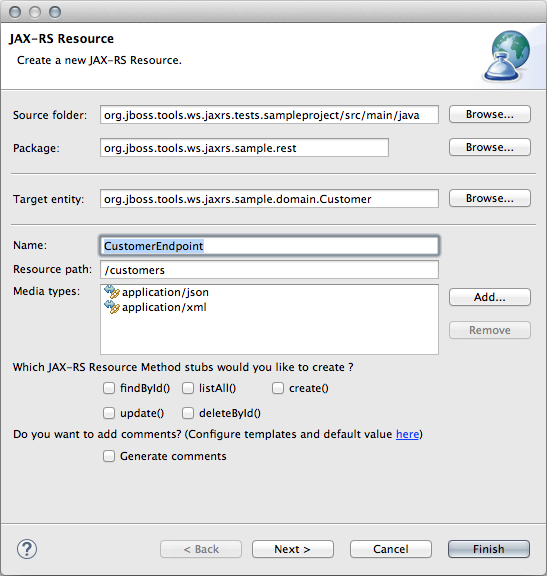 JAX-RS Resource
Create a new JAX-RS Resource.
Source folder: org.jboss.tools.ws.jaxrs.tests.sampleproject/src/main/java Browse...
Package: org.jboss.tools.ws.jaxrs.sample.rest Browse...
Target entity: org.jboss.tools.ws.jaxrs.sample.domain.Customer Browse...
Name: CustomerEndpoint
Resource path: /customers
Media types: application/json Add...
application/xml
Remove
Which JAX-RS Resource Method stubs would you like to create ?
findById() listAll() create()
update() deleteById()
Do you want to add comments? (Configure templates and default value here)
Generate comments
? < Back Next > Cancel Finish